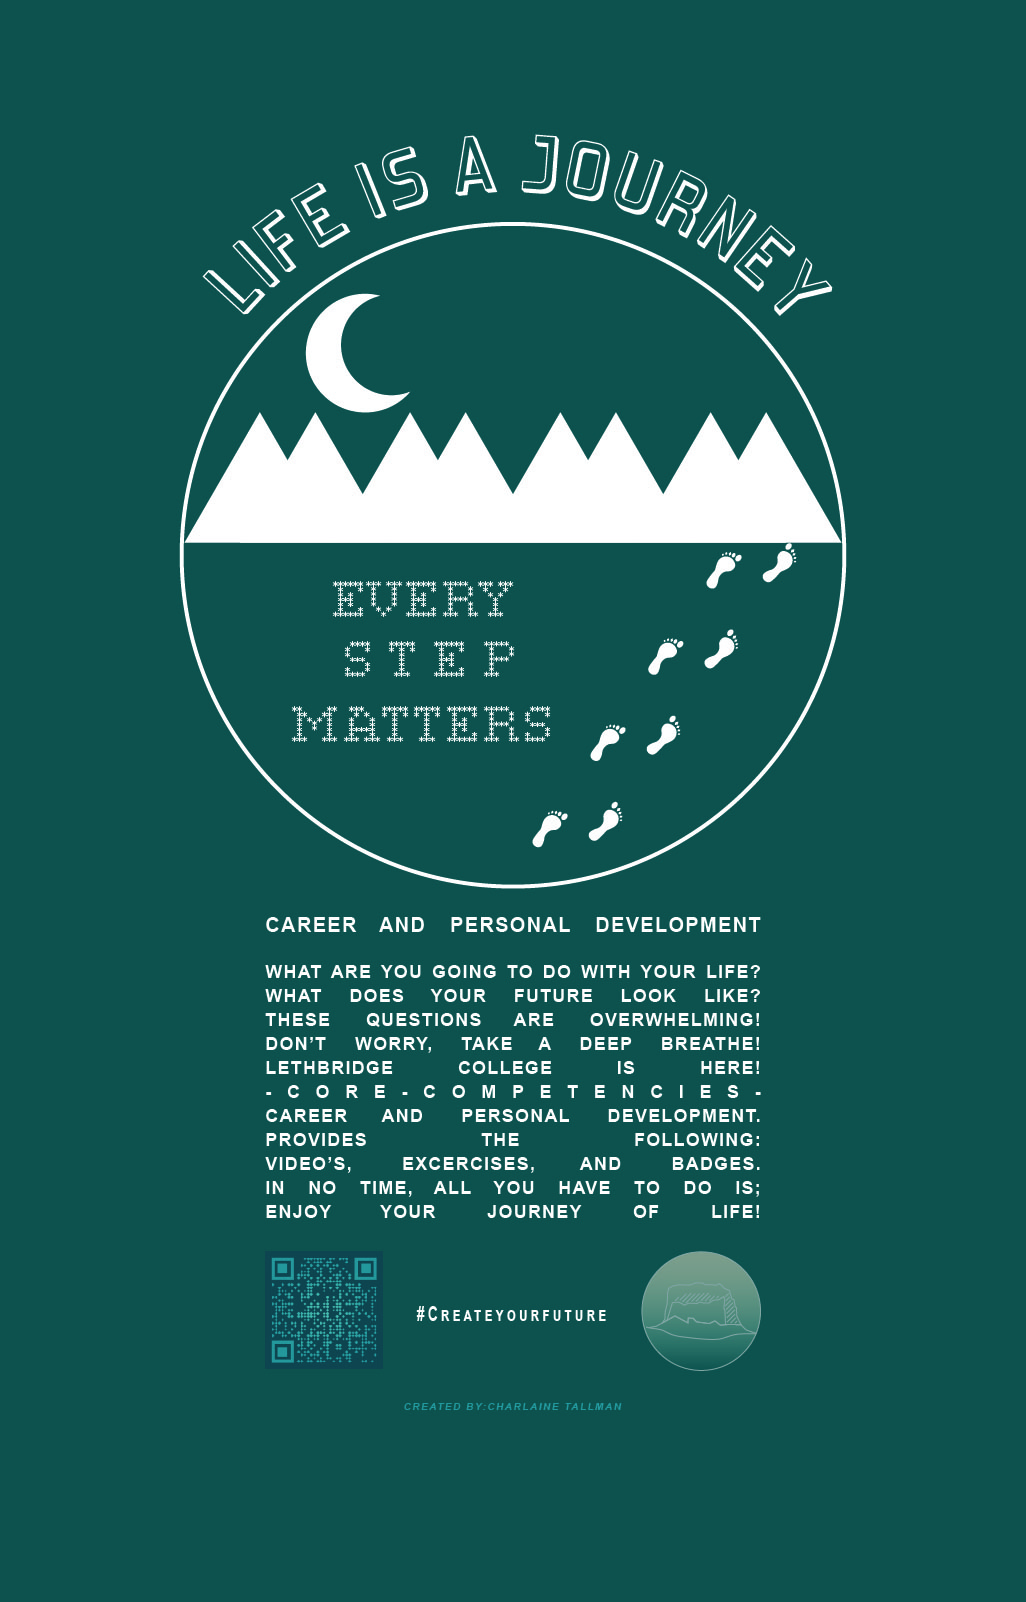 LIFE IS A JOURNEY
EVERY
STEP
MATTERS
CAREER AND PERSONAL DEVELOPMENT
WHAT ARE YOU GOING TO DO WITH YOUR LIFE?
WHAT DOES YOUR FUTURE LOOK LIKE?
THESE QUESTIONS ARE OVERWHELMING!
DON’T WORRY, TAKE A DEEP BREATHE!
LETHBRIDGE COLLEGE IS HERE!
-CORE-COMPETENCIES-
CAREER AND PERSONAL DEVELOPMENT.
PROVIDES THE FOLLOWING:
VIDEO’S, EXCERCISES, AND BADGES.
IN NO TIME, ALL YOU HAVE TO DO IS;
ENJOY YOUR JOURNEY OF LIFE!
#CREATEYOURFUTURE
CREATED BY:CHARLAINE TALLMAN